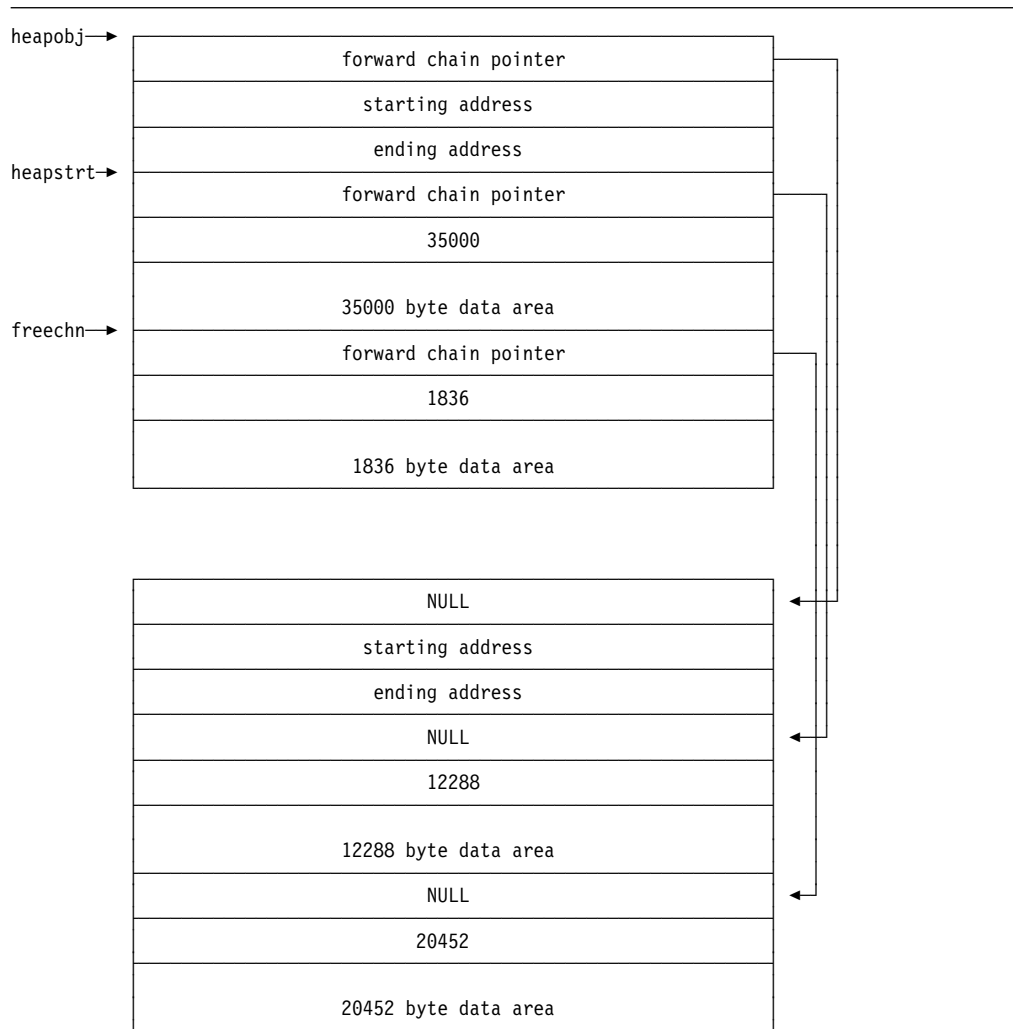 heapobj
forward chain pointer
starting address
ending address
heapstrt
forward chain pointer
35000
35000 byte data area
freechn
forward chain pointer
1836
1836 byte data area
NULL
starting address
ending address
NULL
12288
12288 byte data area
NULL
20452
20452 byte data area